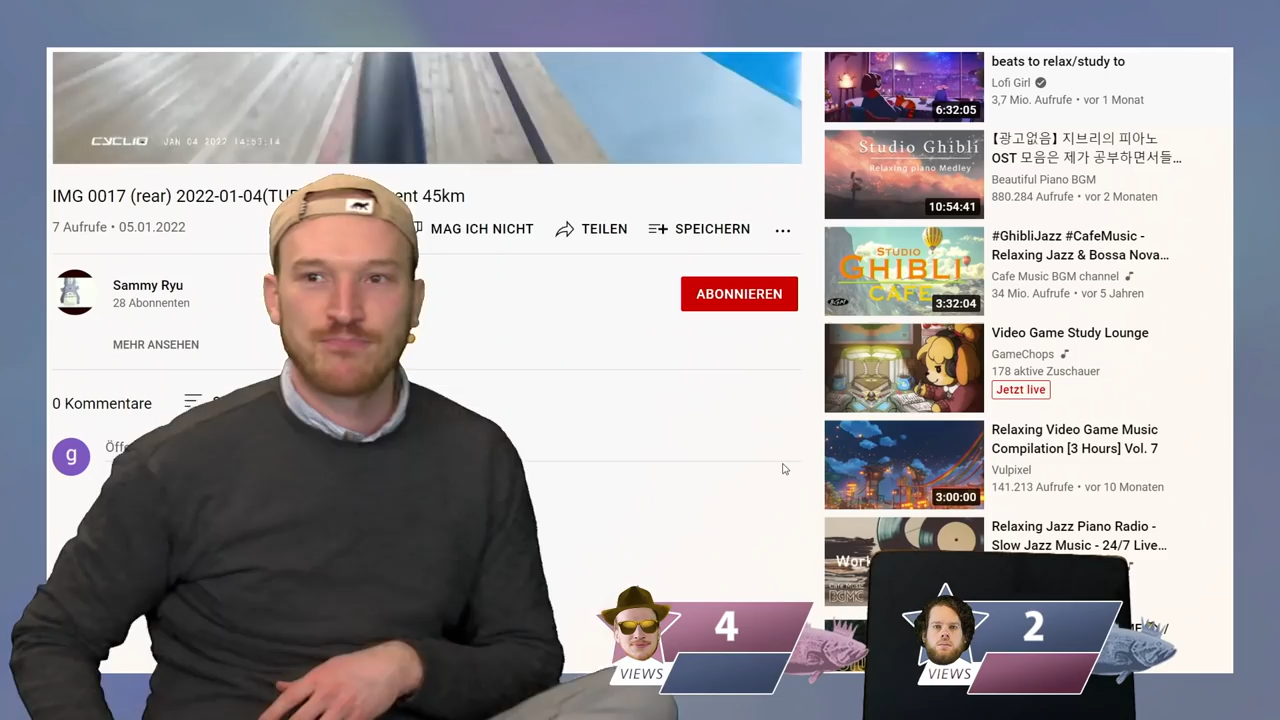 CYCLIQ JAN 04 2022 14:53:14
IMG 0017 (rear) 2022-01-04(TUE
ent 45km
7 Aufrufe • 05.01.2022
MAG ICH NICHT
TEILEN
SPEICHERN
Sammy Ryu
28 Abonnenten
ABONNIEREN
MEHR ANSEHEN
0 Kommentare
g
beats to relax/study to
Lofi Girl
3,7 Mio. Aufrufe • vor 1 Monat
6:32:05
Studio Ghibli
Relaxing piano Medley
10:54:41
【광고없음】 지브리의 피아노
OST 모음은 제가 공부하면서들...
Beautiful Piano BGM
880.284 Aufrufe • vor 2 Monaten
STUDIO
GHIBLI
CAFE
BGM
3:32:04
#GhibliJazz #CafeMusic -
Relaxing Jazz & Bossa Nova...
Cafe Music BGM channel
34 Mio. Aufrufe • vor 5 Jahren
Video Game Study Lounge
GameChops
178 aktive Zuschauer
Jetzt live
Relaxing Video Game Music
Compilation [3 Hours] Vol. 7
Vulpixel
141.213 Aufrufe • vor 10 Monaten
3:00:00
Relaxing Jazz Piano Radio -
Slow Jazz Music - 24/7 Live...
Work
BGMC
4
VIEWS
2
VIEWS